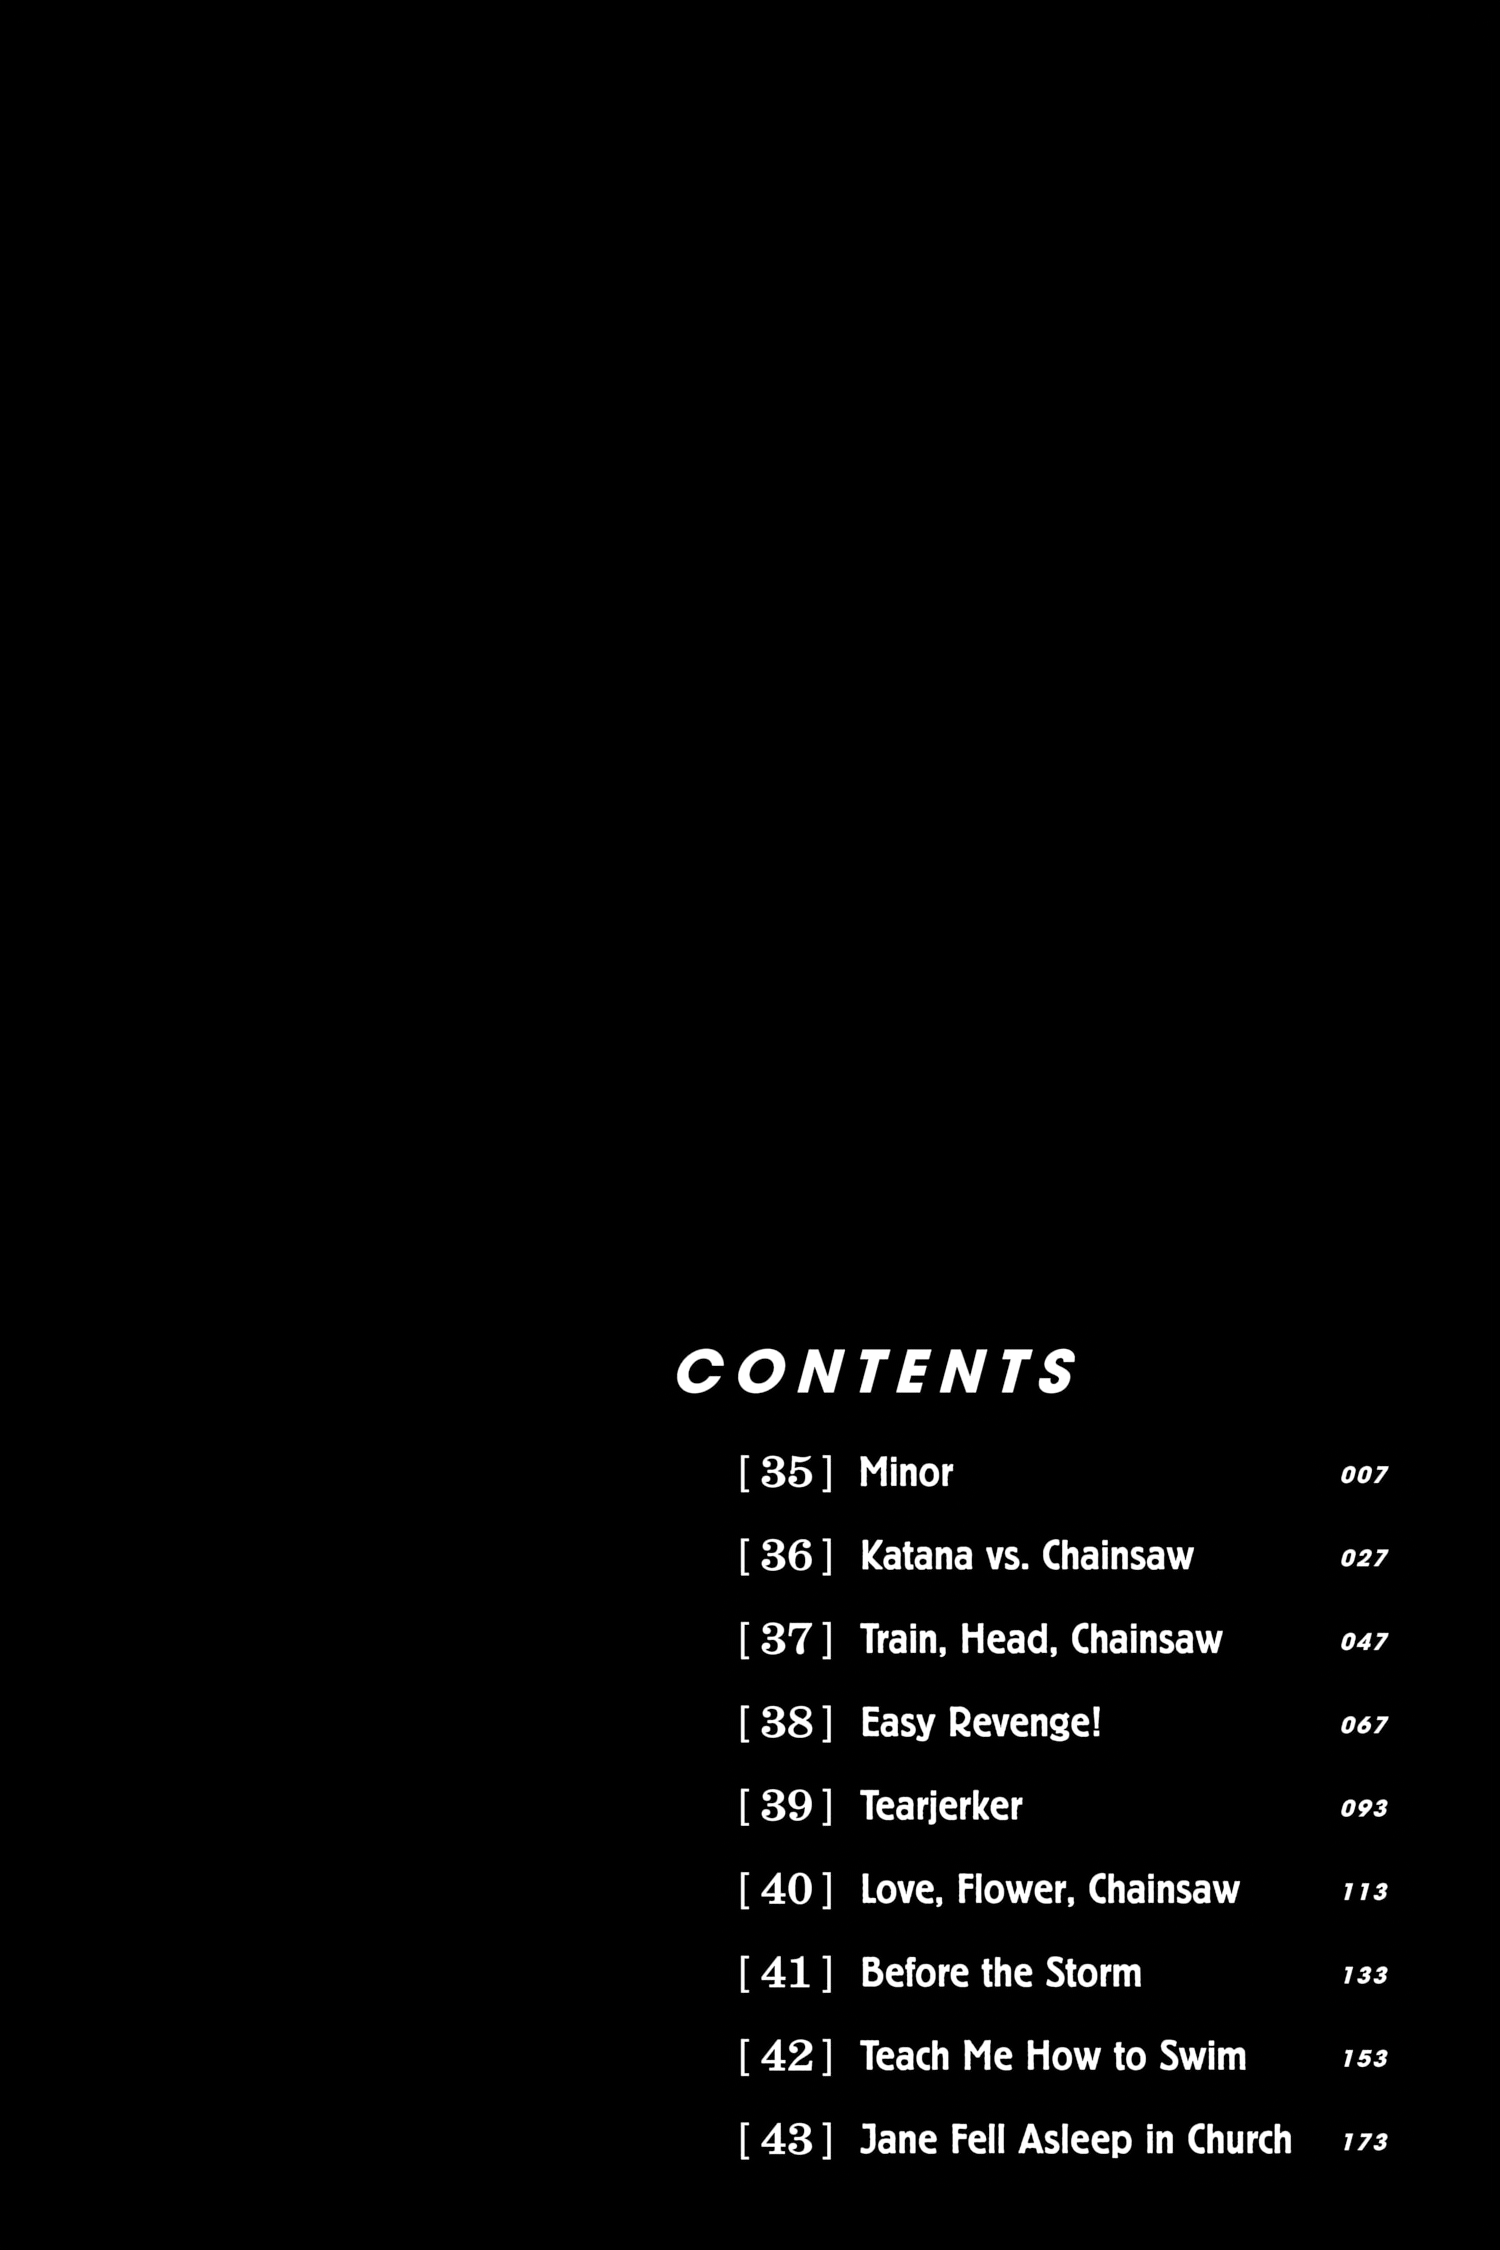 CONTENTS
[35] Minor 007
[36] Katana vs. Chainsaw 027
[37] Train, Head, Chainsaw 047
[38] Easy Revenge! 067
[39] Tearjerker 093
[40] Love, Flower, Chainsaw 113
[41] Before the Storm 133
[42] Teach Me How to Swim 153
[43] Jane Fell Asleep in Church 173